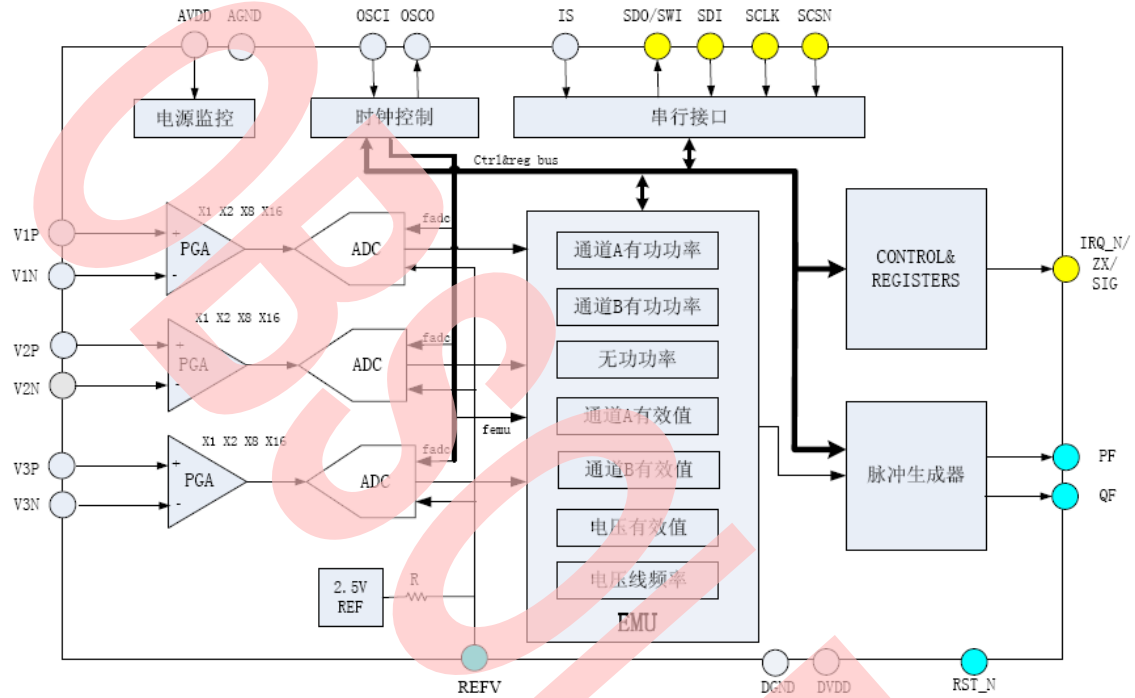 AVDD AGND OSCI OSCO IS SDO/SWI SDI SCLK SCSN
电源监控
时钟控制
串行接口
Ctrl&reg bus
X1 X2 X8 X16
V1P
+
PGA
-
V1N
ADC
fadc
X1 X2 X8 X16
V2P
+
PGA
-
V2N
ADC
fadc
femu
X1 X2 X8 X16
V3P
+
PGA
-
V3N
ADC
fadc
通道A有功功率
通道B有功功率
无功功率
通道A有效值
通道B有效值
电压有效值
电压线频率
EMU
CONTROL&
REGISTERS
IRQ_N/
ZX/
SIG
脉冲生成器
PF
QF
2.5V
REF
R
REFV
DGND DVDD
RST_N
OBSOL